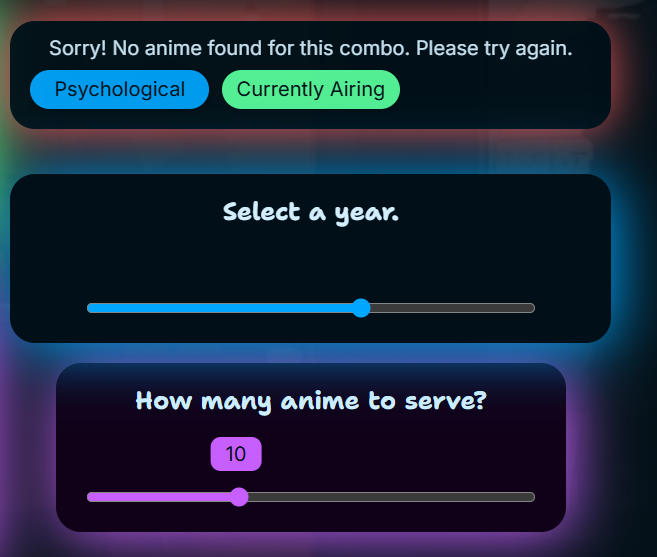 Sorry! No anime found for this combo. Please try again.
Psychological Currently Airing
Select a year.
How many anime to serve?
10